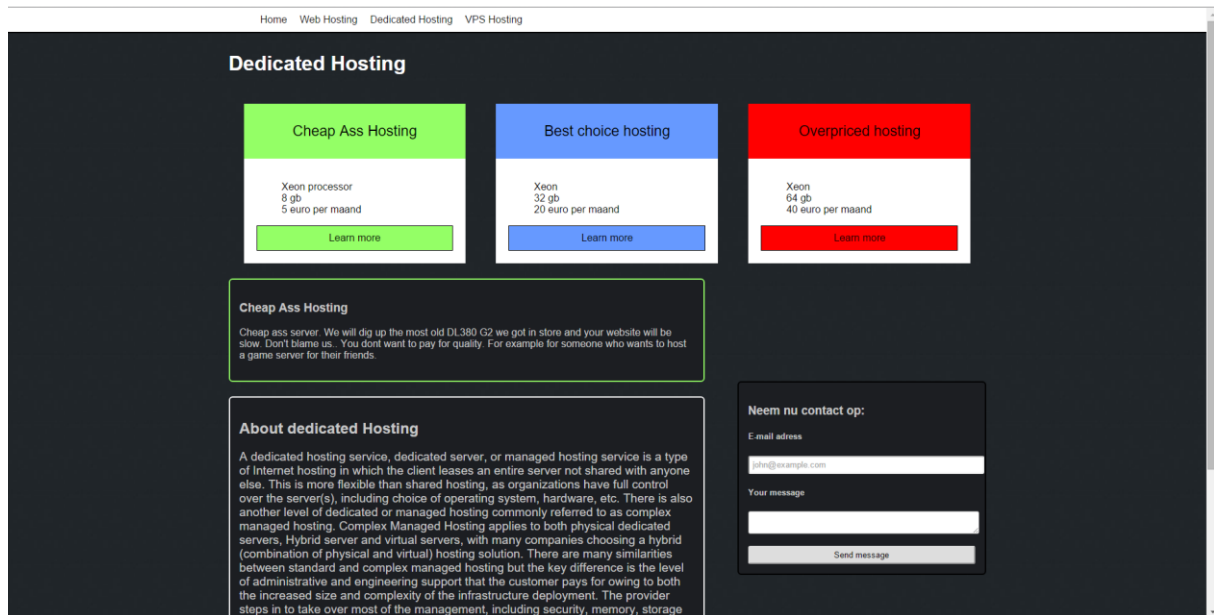 Home Web Hosting Dedicated Hosting VPS Hosting
Dedicated Hosting
Cheap Ass Hosting
Xeon processor
8 gb
5 euro per maand
Learn more
Best choice hosting
Xeon
32 gb
20 euro per maand
Learn more
Overpriced hosting
Xeon
64 gb
40 euro per maand
Learn more
Cheap Ass Hosting
Cheap ass server. We will dig up the most old DL380 G2 we got in store and your website will be
slow. Don't blame us.. You dont want to pay for quality. For example for someone who wants to host
a game server for their friends.
About dedicated Hosting
A dedicated hosting service, dedicated server, or managed hosting service is a type
of Internet hosting in which the client leases an entire server not shared with anyone
else. This is more flexible than shared hosting, as organizations have full control
over the server(s), including choice of operating system, hardware, etc. There is also
another level of dedicated or managed hosting commonly referred to as complex
managed hosting. Complex Managed Hosting applies to both physical dedicated
servers, Hybrid server and virtual servers, with many companies choosing a hybrid
(combination of physical and virtual) hosting solution. There are many similarities
between standard and complex managed hosting but the key difference is the level
of administrative and engineering support that the customer pays for owing to both
the increased size and complexity of the infrastructure deployment. The provider
steps in to take over most of the management, including security, memory, storage
Neem nu contact op:
E-mail adress
john@example.com
Your message
Send message